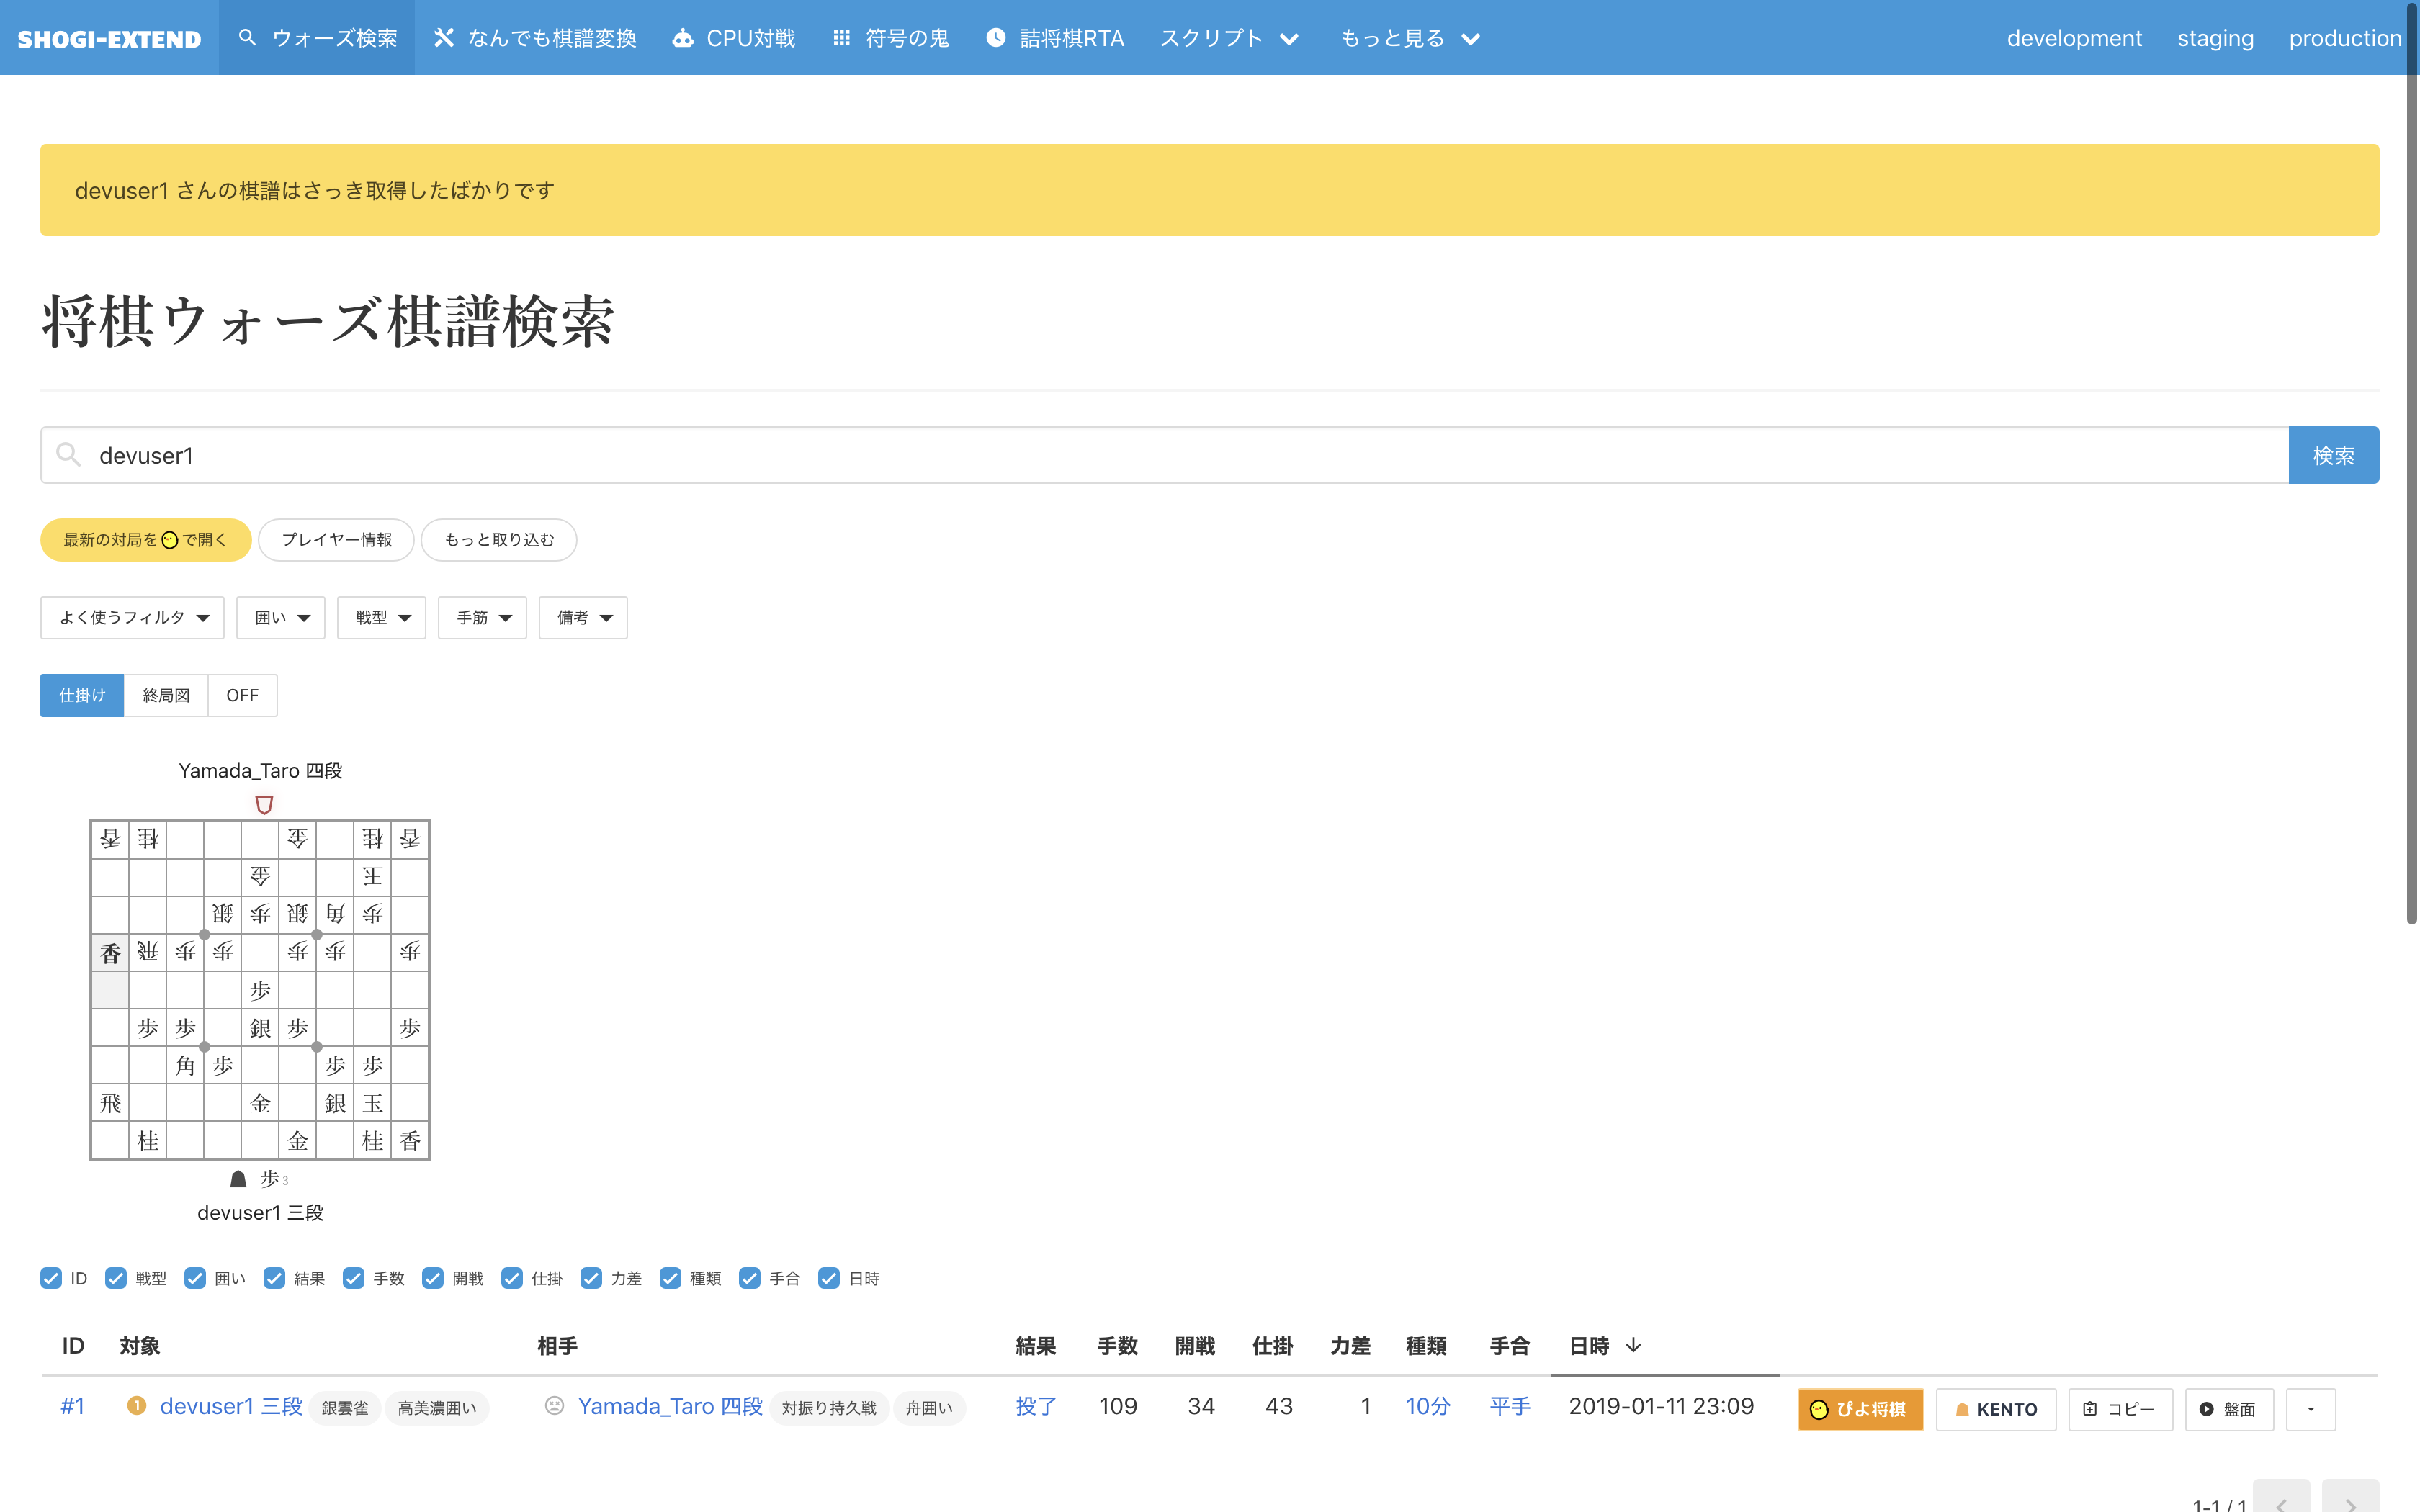 SHOGI-EXTEND ウォーズ検索 なんでも棋譜変換 CPU対戦 符号の鬼 詰将棋RTA スクリプト もっと見る development staging production
devuser1 さんの棋譜はさっき取得したばかりです
将棋ウォーズ棋譜検索
devuser1 検索
最新の対局を で開く プレイヤー情報 もっと取り込む
よく使うフィルタ 囲い 戦型 手筋 備考
仕掛け 終局図 OFF
Yamada_Taro 四段
香 桂 金 桂 香
金 王
銀 歩 銀 角 歩
香 飛 歩 歩 歩 歩 歩
歩
歩 歩 銀 歩 歩
角 歩 歩 歩
飛 金 銀 玉
桂 金 桂 香
歩 3
devuser1 三段
ID 戦型 囲い 結果 手数 開戦 仕掛 力差 種類 手合 日時
ID 対象 相手 結果 手数 開戦 仕掛 力差 種類 手合 日時
#1 1 devuser1 三段 銀雲雀 高美濃囲い Yamada_Taro 四段 対振り持久戦 舟囲い 投了 109 34 43 1 10分 平手 2019-01-11 23:09 ぴよ将棋 KENTO コピー 盤面
1-1 / 1